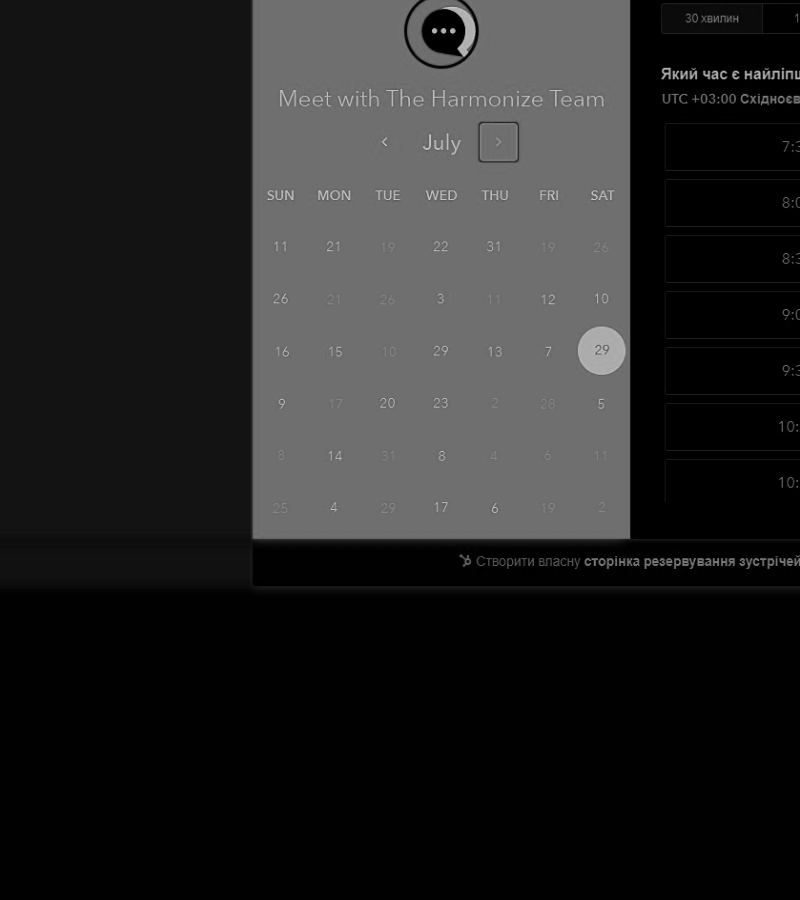 Meet with The Harmonize Team
July
SUN MON TUE WED THU FRI SAT
11 21 19 22 31 19 26
26 21 26 3 11 12 10
16 15 10 29 13 7 29
9 17 20 23 2 28 5
8 14 31 8 4 6 11
25 4 29 17 6 19 2
30 хвилин 1
Який час є найліпш
UTC +03:00 Східноєв
7:3
8:0
8:3
9:0
9:3
10:
10:
Створити власну сторінка резервування зустрічей